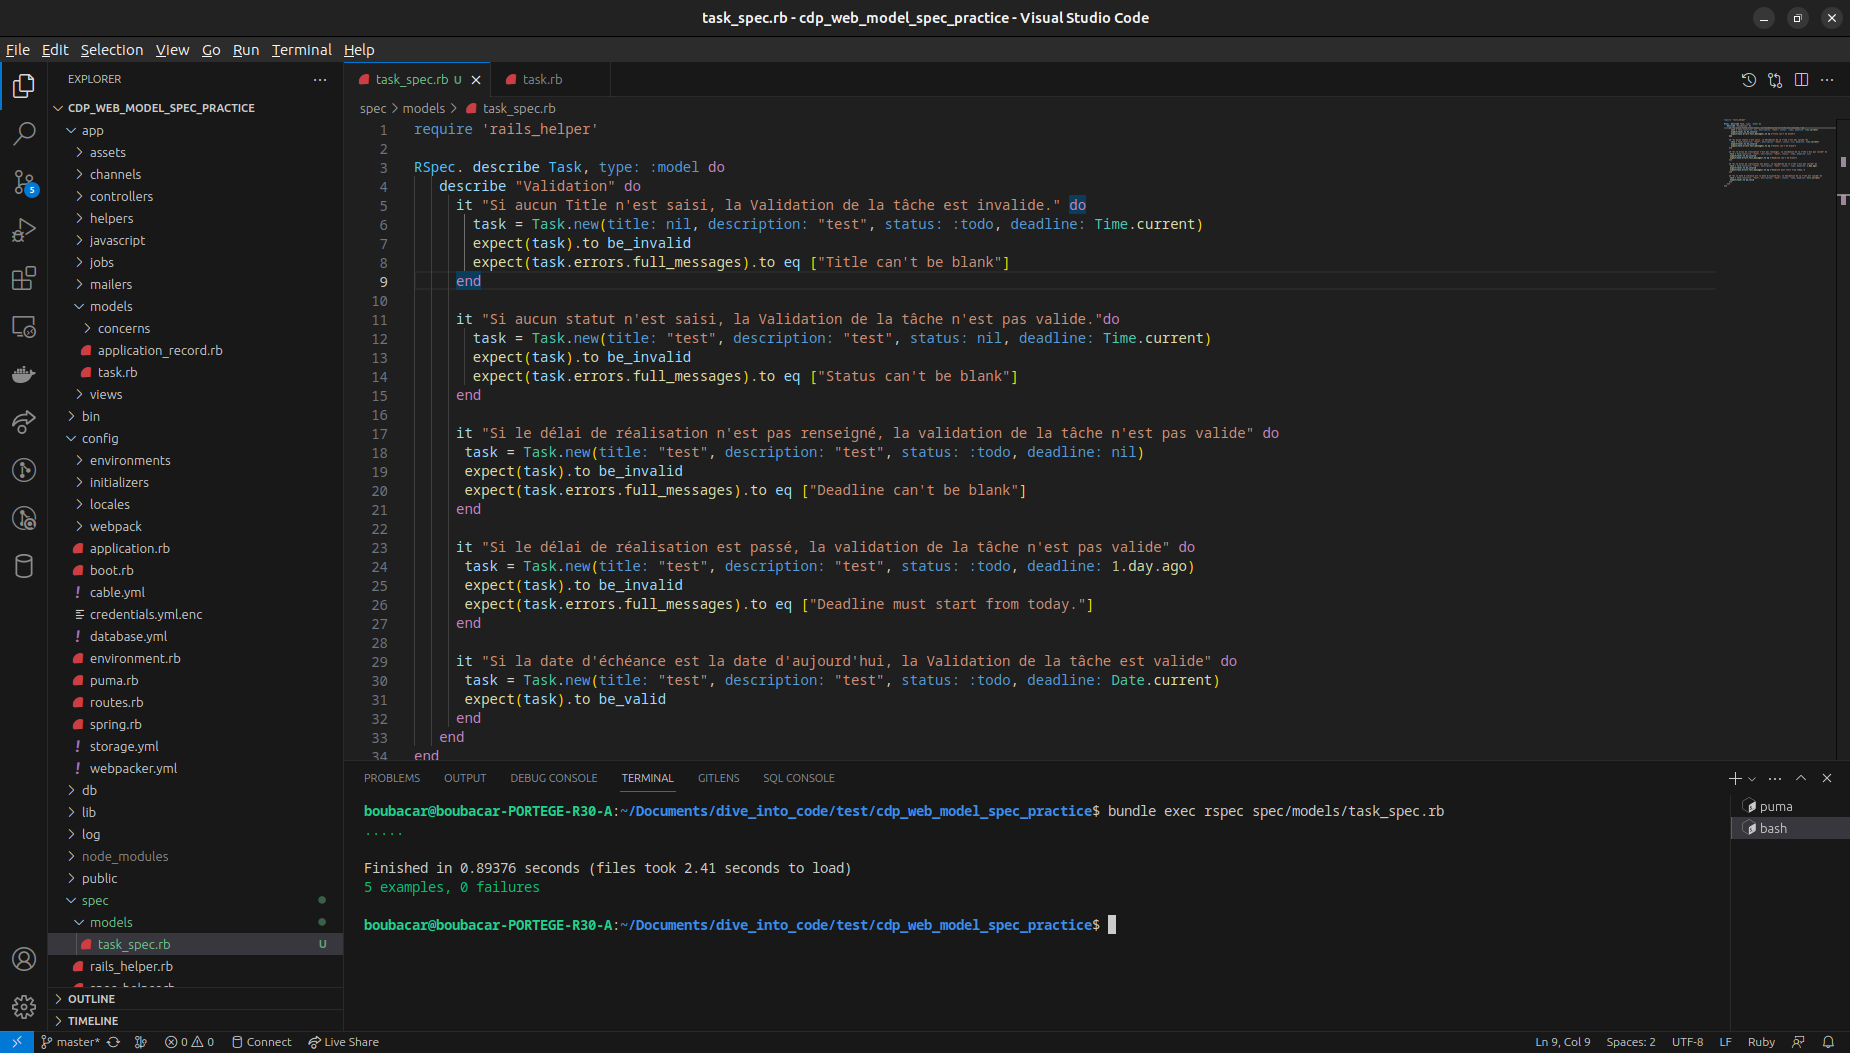 task_spec.rb - cdp_web_model_spec_practice - Visual Studio Code
File Edit Selection View Go Run Terminal Help
EXPLORER
CDP_WEB_MODEL_SPEC_PRACTICE
app
assets
channels
controllers
helpers
javascript
jobs
mailers
models
concerns
application_record.rb
task.rb
views
bin
config
environments
initializers
locales
webpack
application.rb
boot.rb
cable.yml
credentials.yml.enc
database.yml
environment.rb
puma.rb
routes.rb
spring.rb
storage.yml
webpacker.yml
db
lib
log
node_modules
public
spec
models
task_spec.rb U
rails_helper.rb
OUTLINE
TIMELINE
5
task_spec.rb U
task.rb
spec > models > task_spec.rb
1 require 'rails_helper'
2
3 RSpec. describe Task, type: :model do
4 describe "Validation" do
5 it "Si aucun Title n'est saisi, la Validation de la tâche est invalide." do
6 task = Task.new(title: nil, description: "test", status: :todo, deadline: Time.current)
7 expect(task).to be_invalid
8 expect(task.errors.full_messages).to eq ["Title can't be blank"]
9 end
10
11 it "Si aucun statut n'est saisi, la Validation de la tâche n'est pas valide."do
12 task = Task.new(title: "test", description: "test", status: nil, deadline: Time.current)
13 expect(task).to be_invalid
14 expect(task.errors.full_messages).to eq ["Status can't be blank"]
15 end
16
17 it "Si le délai de réalisation n'est pas renseigné, la validation de la tâche n'est pas valide" do
18 task = Task.new(title: "test", description: "test", status: :todo, deadline: nil)
19 expect(task).to be_invalid
20 expect(task.errors.full_messages).to eq ["Deadline can't be blank"]
21 end
22
23 it "Si le délai de réalisation est passé, la validation de la tâche n'est pas valide" do
24 task = Task.new(title: "test", description: "test", status: :todo, deadline: 1.day.ago)
25 expect(task).to be_invalid
26 expect(task.errors.full_messages).to eq ["Deadline must start from today."]
27 end
28
29 it "Si la date d'échéance est la date d'aujourd'hui, la Validation de la tâche est valide" do
30 task = Task.new(title: "test", description: "test", status: :todo, deadline: Date.current)
31 expect(task).to be_valid
32 end
33 end
34 end
PROBLEMS OUTPUT DEBUG CONSOLE TERMINAL GITLENS SQL CONSOLE
boubacar@boubacar-PORTEGE-R30-A:~/Documents/dive_into_code/test/cdp_web_model_spec_practice$ bundle exec rspec spec/models/task_spec.rb
.....
Finished in 0.89376 seconds (files took 2.41 seconds to load)
5 examples, 0 failures
boubacar@boubacar-PORTEGE-R30-A:~/Documents/dive_into_code/test/cdp_web_model_spec_practice$
puma
bash
master* 0 0 Connect Live Share
Ln 9, Col 9 Spaces: 2 UTF-8 LF Ruby